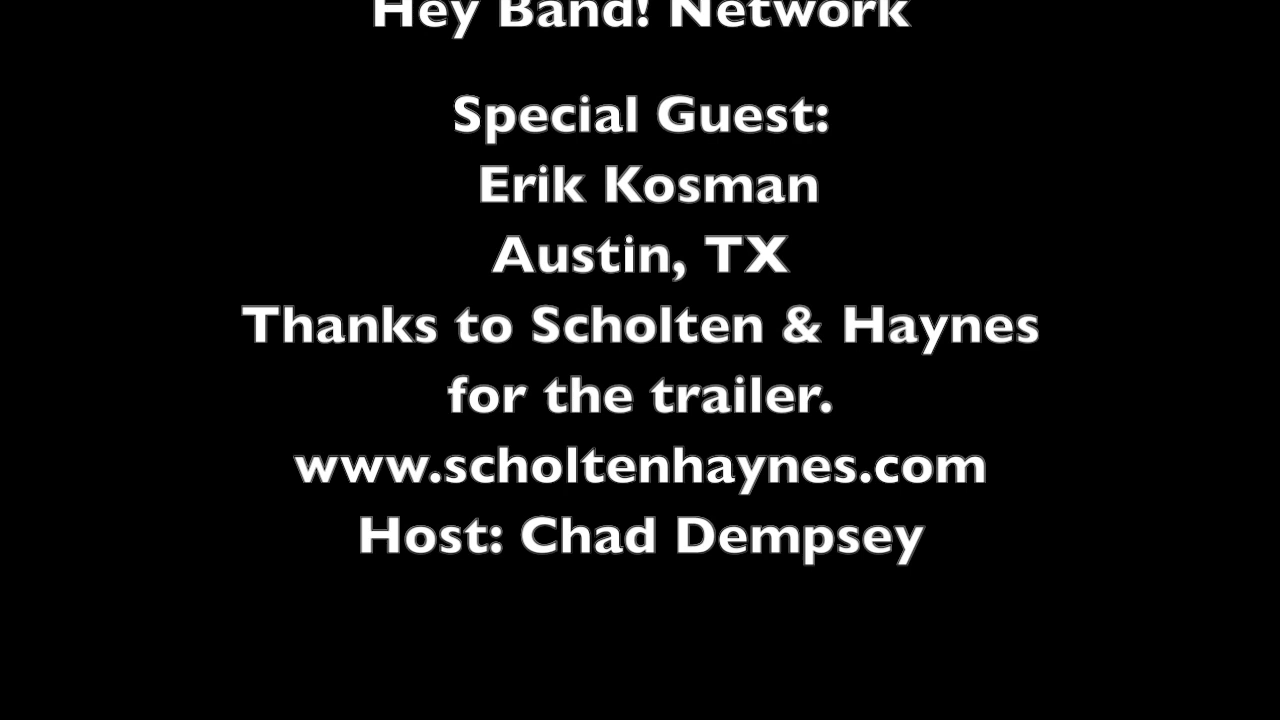 Hey Band! Network
Special Guest:
Erik Kosman
Austin, TX
Thanks to Scholten & Haynes
for the trailer.
www.scholtenhaynes.com
Host: Chad Dempsey